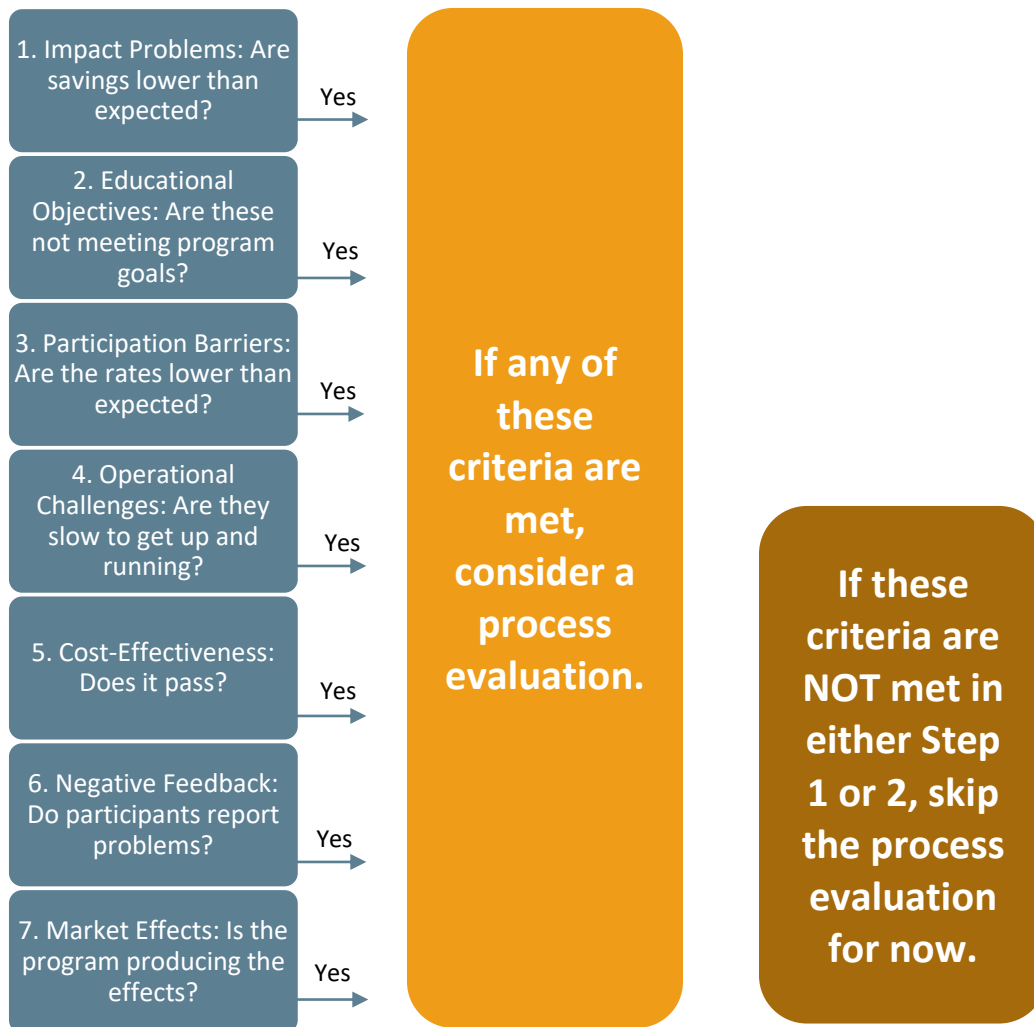 1. Impact Problems: Are
savings lower than
expected?
Yes
2. Educational
Objectives: Are these
not meeting program
goals?
Yes
3. Participation Barriers:
Are the rates lower than
expected?
Yes
4. Operational
Challenges: Are they
slow to get up and
running?
Yes
5. Cost-Effectiveness:
Does it pass?
Yes
6. Negative Feedback:
Do participants report
problems?
Yes
7. Market Effects: Is the
program producing the
effects?
Yes
If any of
these
criteria are
met,
consider a
process
evaluation.
If these
criteria are
NOT met in
either Step
1 or 2, skip
the process
evaluation
for now.